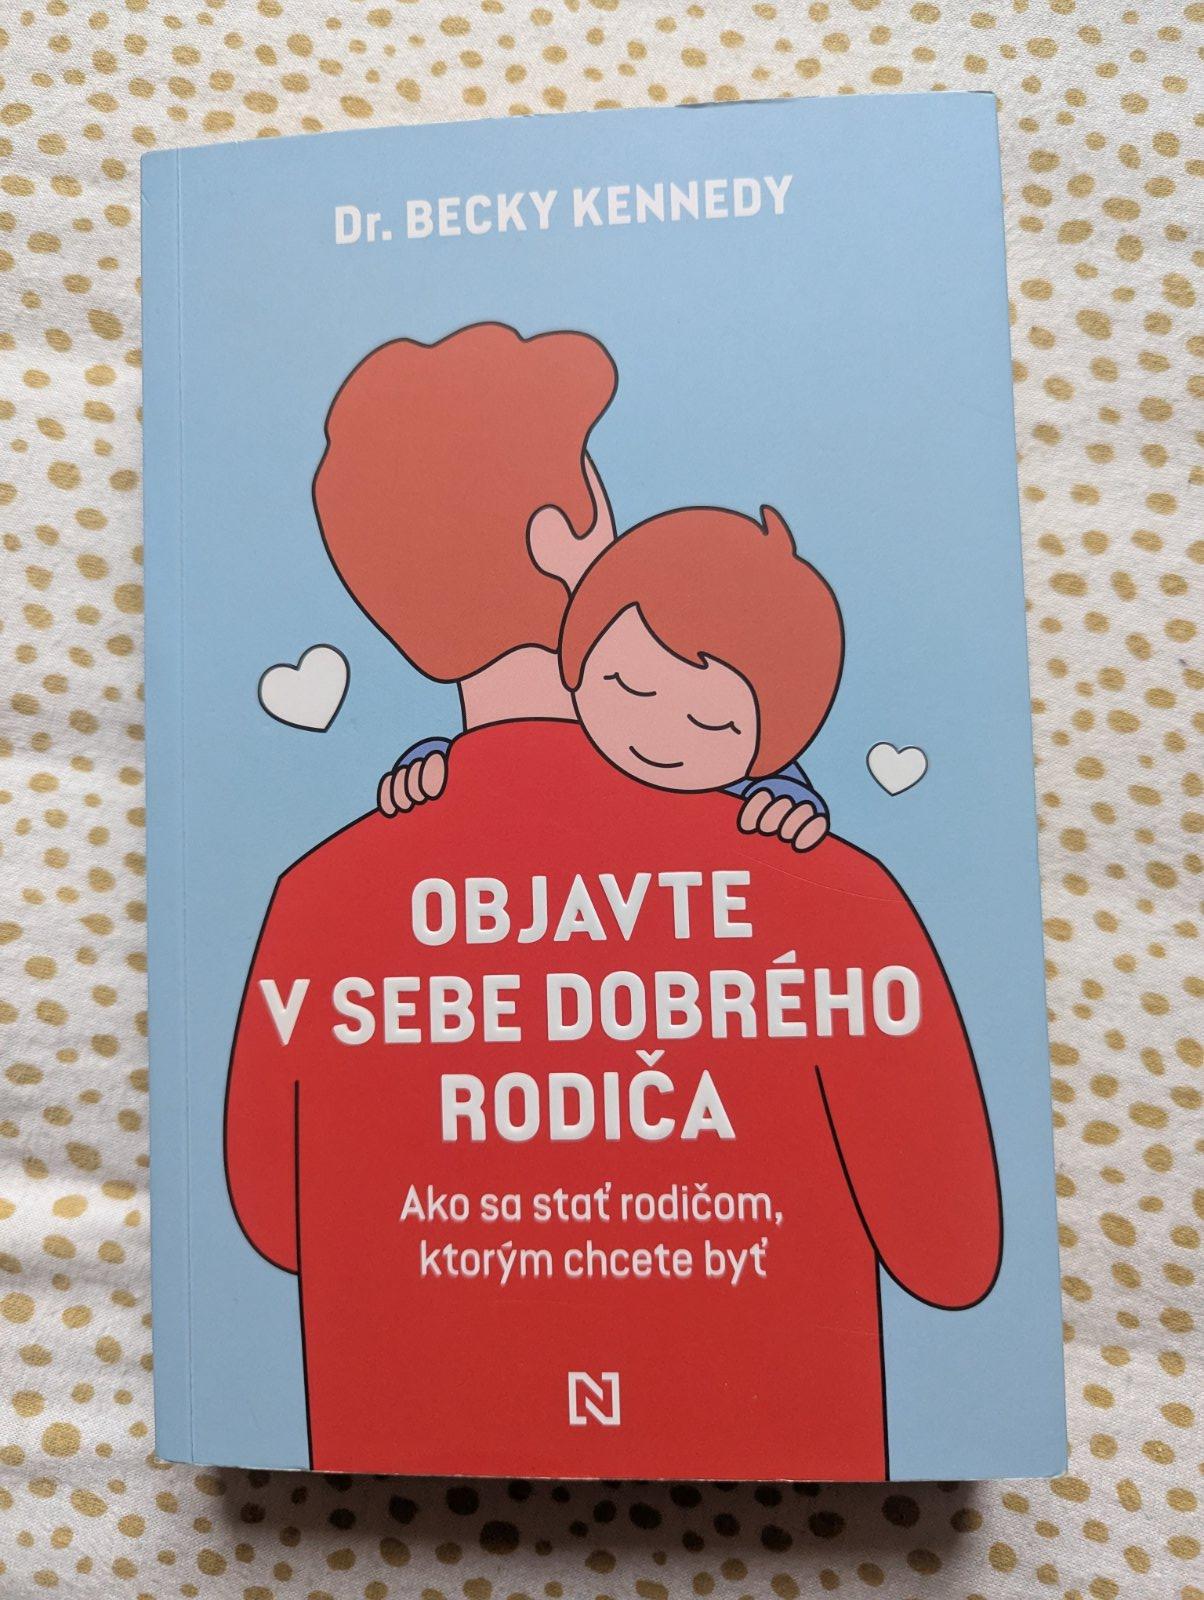 Dr. BECKY KENNEDY
OBJAVTE
V SEBE DOBRÉHO
RODIČA
Ako sa stať rodičom,
ktorým chcete byť
N